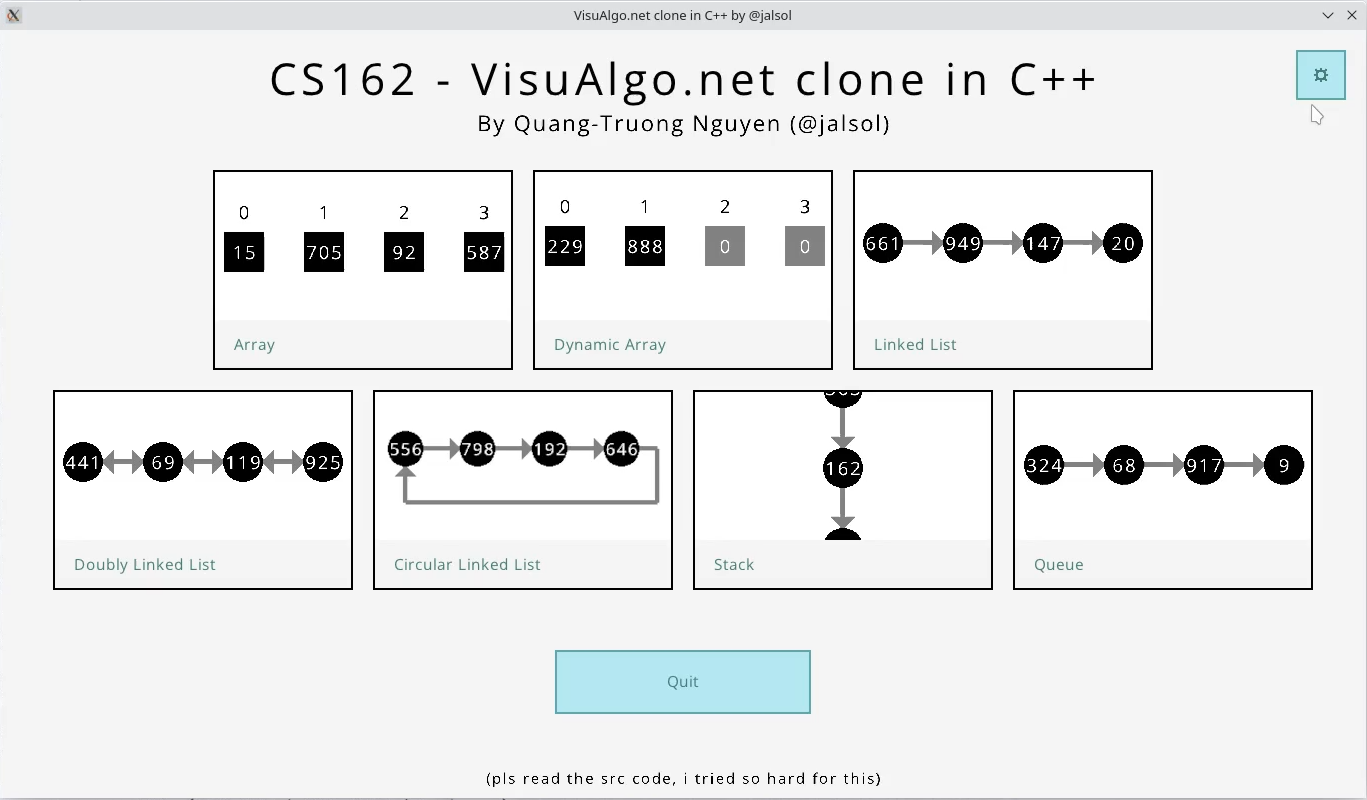 VisuAlgo.net clone in C++ by @jalsol
CS162 - VisuAlgo.net clone in C++
By Quang-Truong Nguyen (@jalsol)
0 1 2 3
15 705 92 587
Array
0 1 2 3
229 888 0 0
Dynamic Array
661 949 147 20
Linked List
441 69 119 925
Doubly Linked List
556 798 192 646
Circular Linked List
162
Stack
324 68 917 9
Queue
Quit
(pls read the src code, i tried so hard for this)